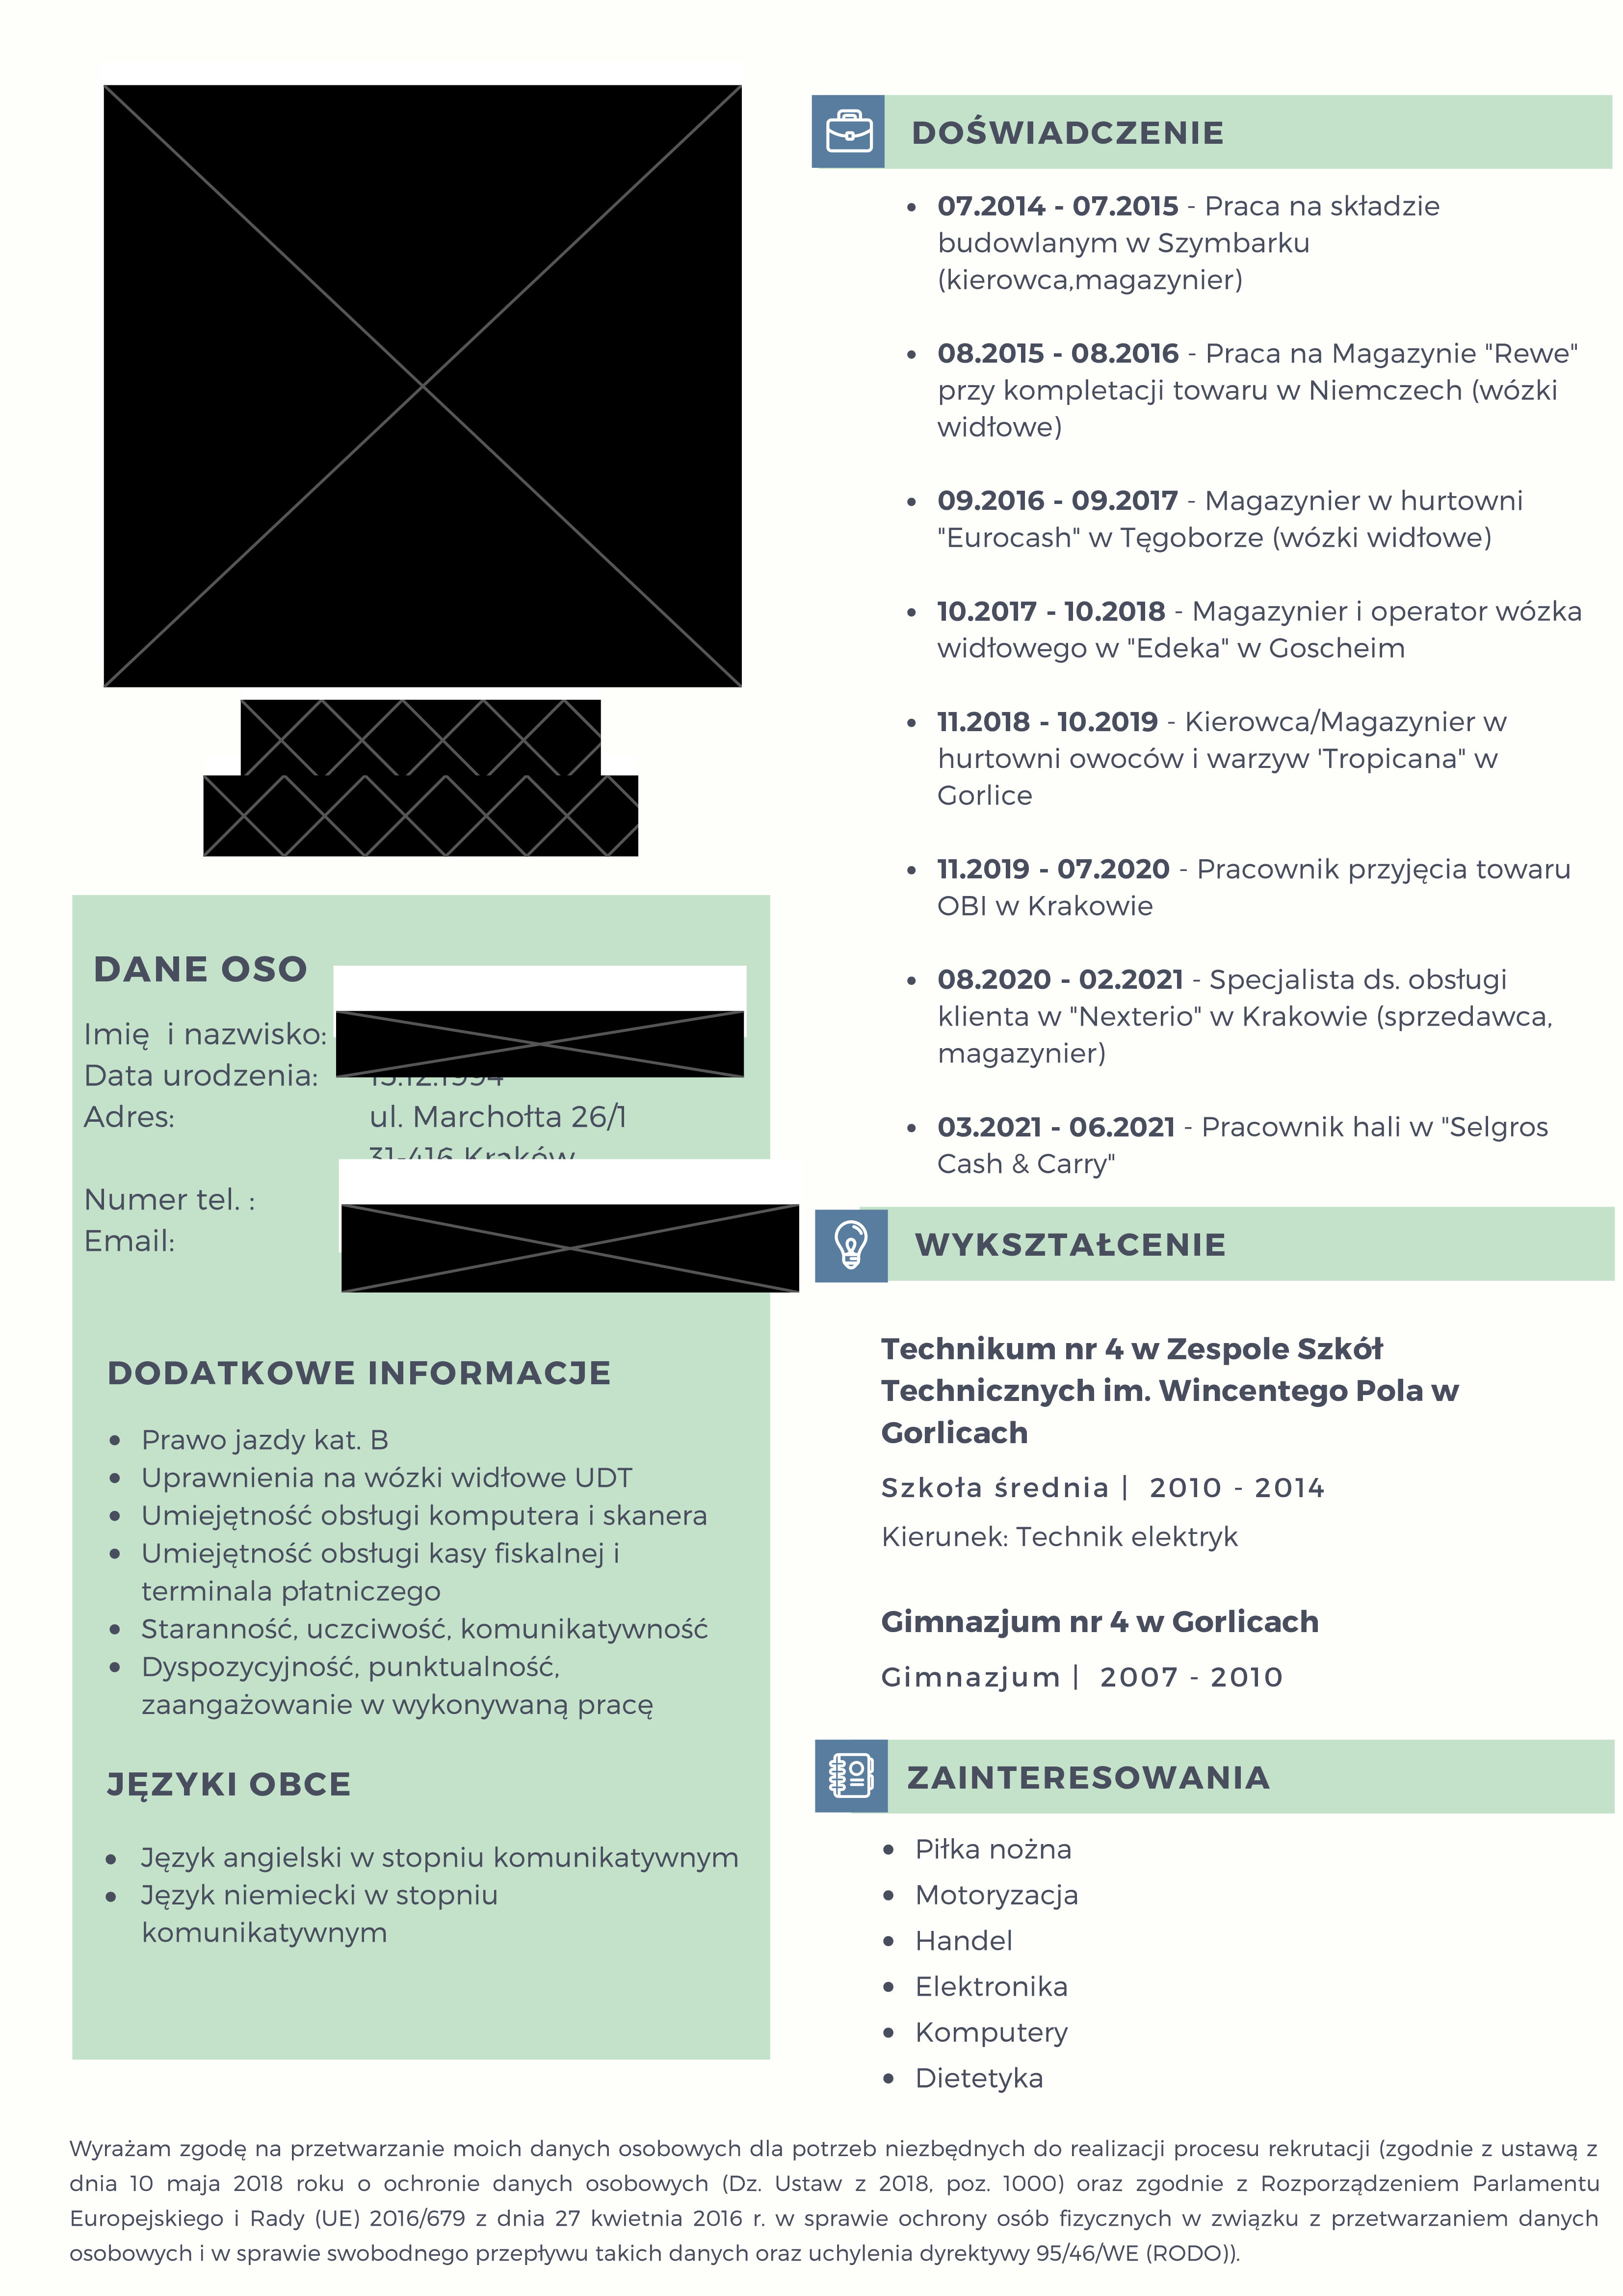 DANE OSO
Imię i nazwisko:
Data urodzenia:
Adres: ul. Marchołta 26/1
31-416 Kraków
Numer tel. :
Email:
DODATKOWE INFORMACJE
• Prawo jazdy kat. B
• Uprawnienia na wózki widłowe UDT
• Umiejętność obsługi komputera i skanera
• Umiejętność obsługi kasy fiskalnej i
terminala płatniczego
• Staranność, uczciwość, komunikatywność
• Dyspozycyjność, punktualność,
zaangażowanie w wykonywaną pracę
JĘZYKI OBCE
• Język angielski w stopniu komunikatywnym
• Język niemiecki w stopniu
komunikatywnym
DOŚWIADCZENIE
• 07.2014 - 07.2015 - Praca na składzie
budowlanym w Szymbarku
(kierowca,magazynier)
• 08.2015 - 08.2016 - Praca na Magazynie "Rewe"
przy kompletacji towaru w Niemczech (wózki
widłowe)
• 09.2016 - 09.2017 - Magazynier w hurtowni
"Eurocash" w Tęgoborze (wózki widłowe)
• 10.2017 - 10.2018 - Magazynier i operator wózka
widłowego w "Edeka" w Goscheim
• 11.2018 - 10.2019 - Kierowca/Magazynier w
hurtowni owoców i warzyw 'Tropicana" w
Gorlice
• 11.2019 - 07.2020 - Pracownik przyjęcia towaru
OBI w Krakowie
• 08.2020 - 02.2021 - Specjalista ds. obsługi
klienta w "Nexterio" w Krakowie (sprzedawca,
magazynier)
• 03.2021 - 06.2021 - Pracownik hali w "Selgros
Cash & Carry"
WYKSZTAŁCENIE
Technikum nr 4 w Zespole Szkół
Technicznych im. Wincentego Pola w
Gorlicach
Szkoła średnia | 2010 - 2014
Kierunek: Technik elektryk
Gimnazjum nr 4 w Gorlicach
Gimnazjum | 2007 - 2010
ZAINTERESOWANIA
• Piłka nożna
• Motoryzacja
• Handel
• Elektronika
• Komputery
• Dietetyka
Wyrażam zgodę na przetwarzanie moich danych osobowych dla potrzeb niezbędnych do realizacji procesu rekrutacji (zgodnie z ustawą z
dnia 10 maja 2018 roku o ochronie danych osobowych (Dz. Ustaw z 2018, poz. 1000) oraz zgodnie z Rozporządzeniem Parlamentu
Europejskiego i Rady (UE) 2016/679 z dnia 27 kwietnia 2016 r. w sprawie ochrony osób fizycznych w związku z przetwarzaniem danych
osobowych i w sprawie swobodnego przepływu takich danych oraz uchylenia dyrektywy 95/46/WE (RODO)).